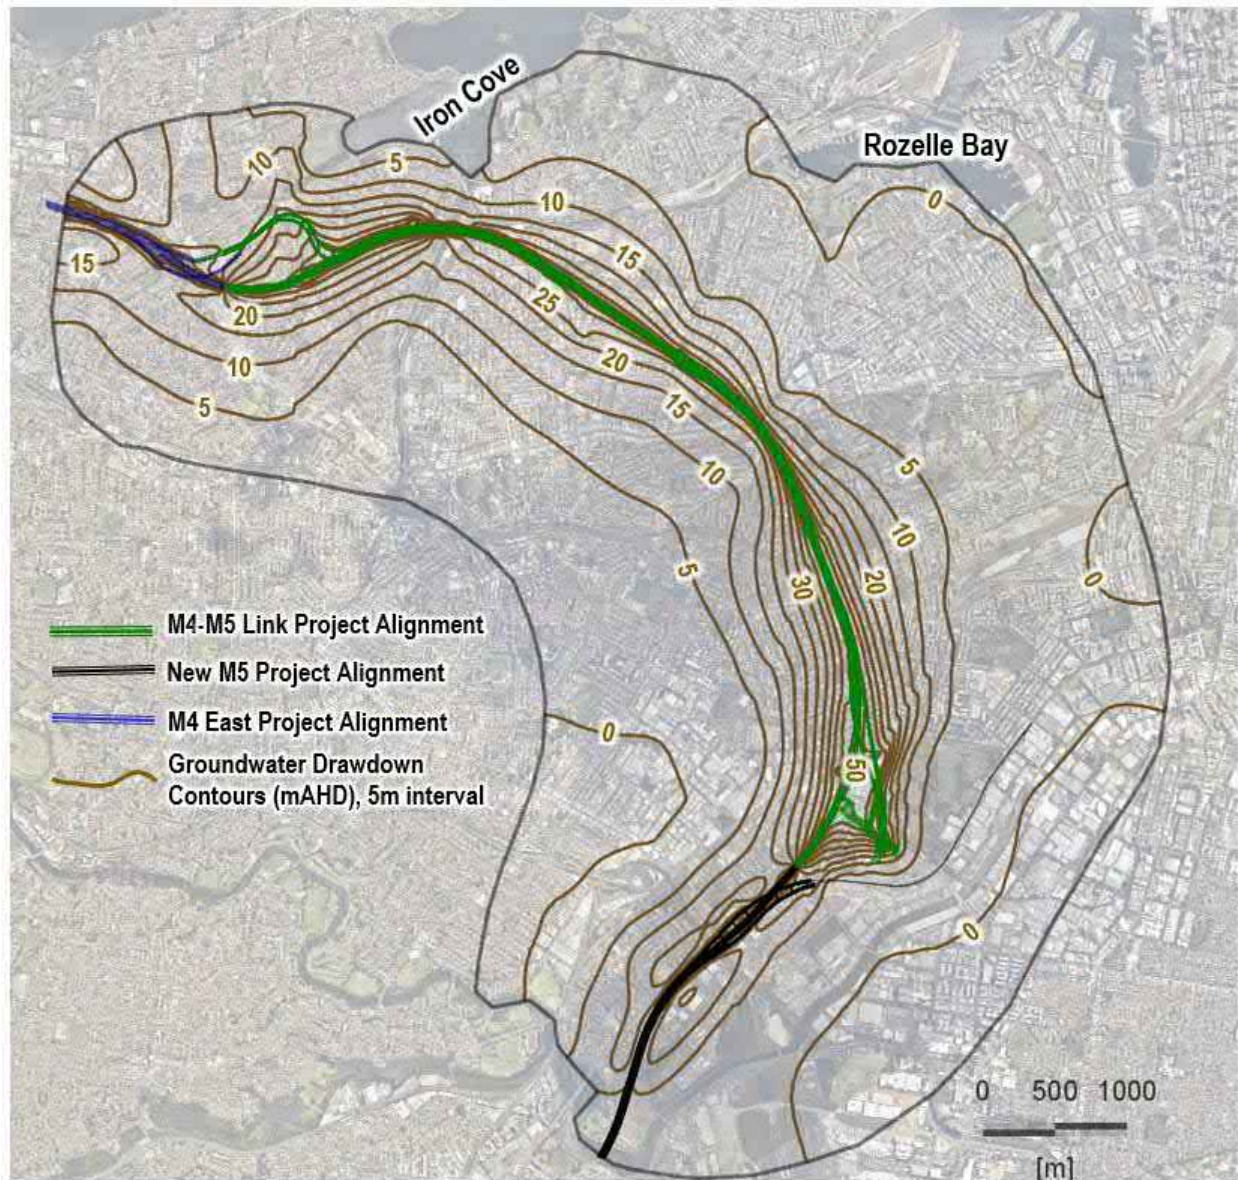 Iron Cove
Rozelle Bay
5
10
0
10
15
15
25
20
20
10
15
5
10
5
10
5
30
20
0
M4-M5 Link Project Alignment
New M5 Project Alignment
M4 East Project Alignment
Groundwater Drawdown
Contours (mAHD), 5m interval
0
50
0
0
0 500 1000
[m]